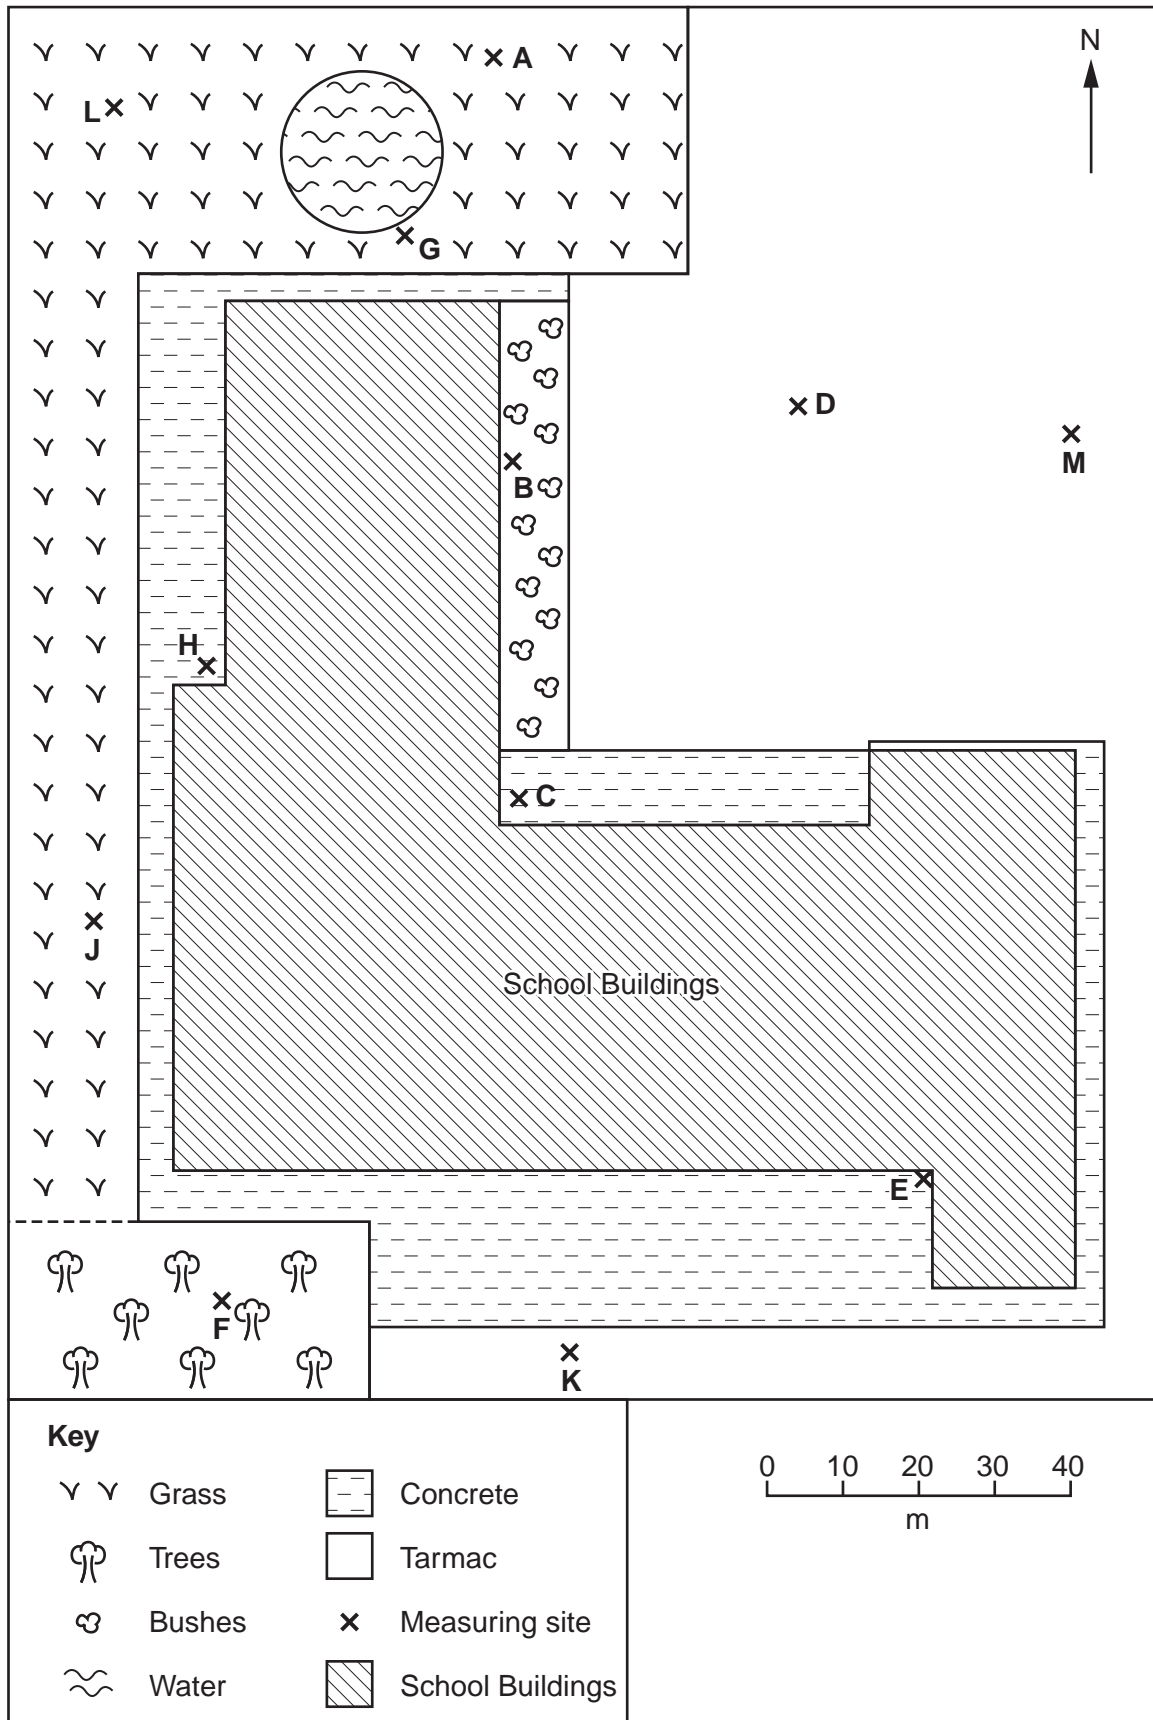 N
A
L
G
D
M
B
H
C
J
School Buildings
E
F
K
Key
Grass
Concrete
Trees
Tarmac
Bushes
Measuring site
Water
School Buildings
0 10 20 30 40
m